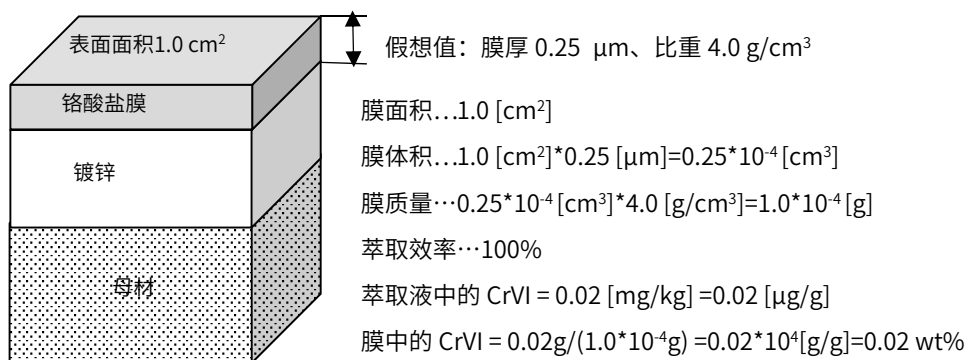 表面面积1.0 cm²
假想值：膜厚 0.25 μm、比重 4.0 g/cm³
铬酸盐膜
膜面积…1.0 [cm²]
膜体积…1.0 [cm²]*0.25 [μm]=0.25*10⁻⁴ [cm³]
镀锌
膜质量…0.25*10⁻⁴ [cm³]*4.0 [g/cm³]=1.0*10⁻⁴ [g]
萃取效率…100%
母材
萃取液中的 CrVI = 0.02 [mg/kg] =0.02 [μg/g]
膜中的 CrVI = 0.02g/(1.0*10⁻⁴g) =0.02*10⁴[g/g]=0.02 wt%